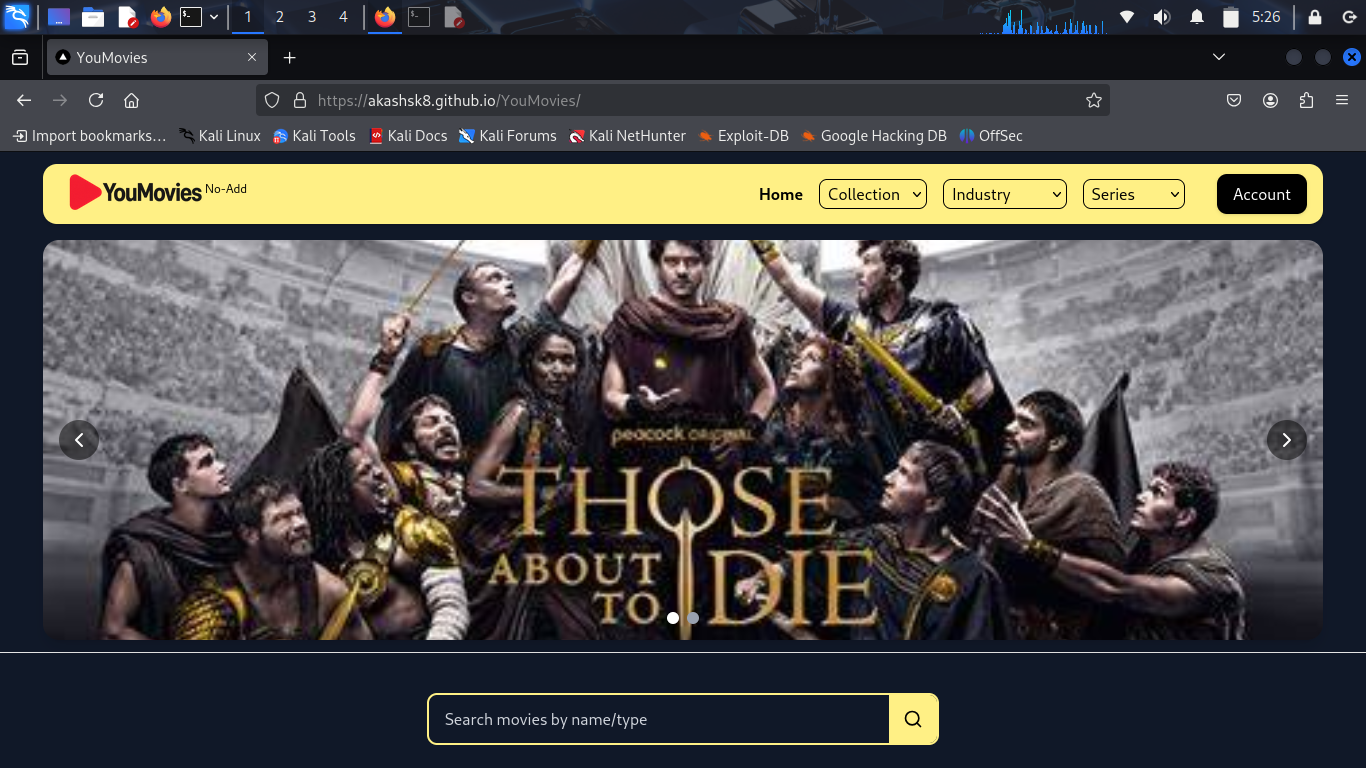 1 2 3 4 5:26
YouMovies
https://akashsk8.github.io/YouMovies/
Import bookmarks… Kali Linux Kali Tools Kali Docs Kali Forums Kali NetHunter Exploit-DB Google Hacking DB OffSec
YouMovies No-Add Home Collection Industry Series Account
peacock ORIGINAL
THOSE
ABOUT
TO DIE
Search movies by name/type